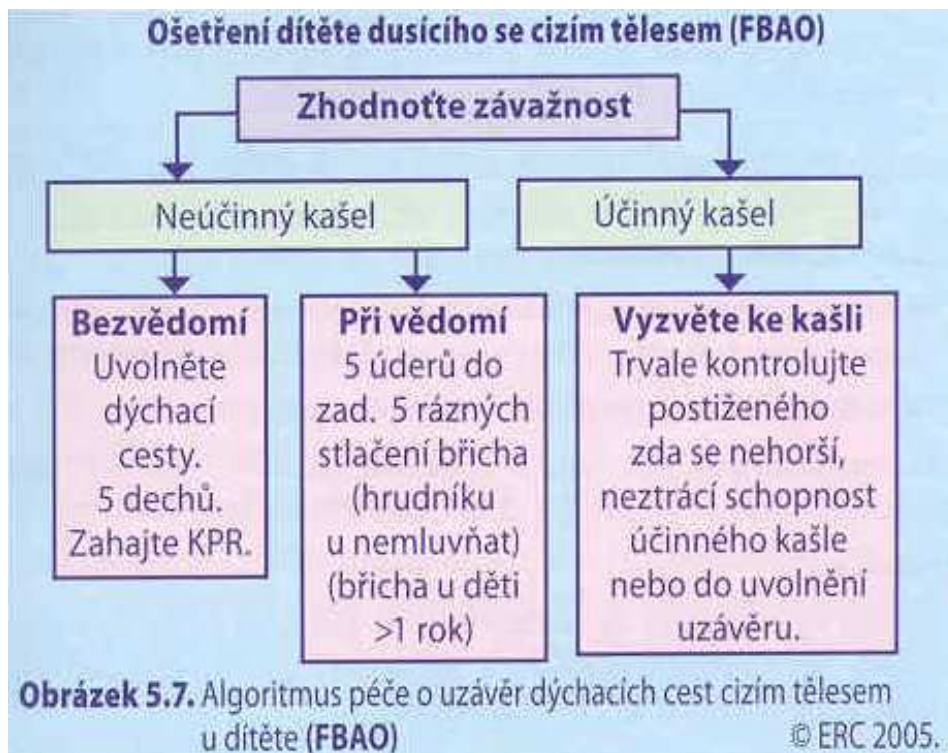 Ošetření dítěte dusícího se cizím tělesem (FBAO)
Zhodnoťte závažnost
Neúčinný kašel
Účinný kašel
Bezvědomí
Uvolněte
dýchací
cesty.
5 dechů.
Zahajte KPR.
Při vědomí
5 úderů do
zad. 5 rázných
stlačení břicha
(hrudníku
u nemluvňat)
(břicha u děti
>1 rok)
Vyzvěte ke kašli
Trvale kontrolujte
postiženého
zda se nehorší,
neztrácí schopnost
účinného kašle
nebo do uvolnění
uzávěru.
Obrázek 5.7. Algoritmus péče o uzávěr dýchacích cest cizím tělesem
u dítěte (FBAO) © ERC 2005.